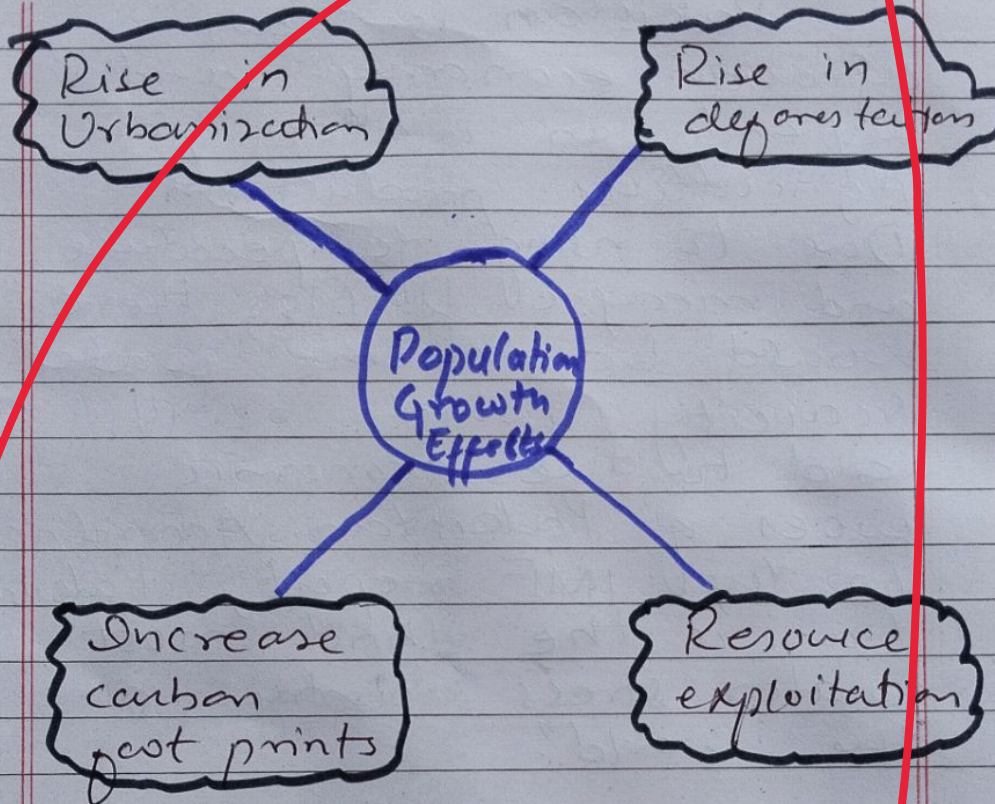 Rise in
Urbanization
Rise in
deforestation
Population
Growth
Effects
Increase
carbon
foot prints
Resource
exploitation